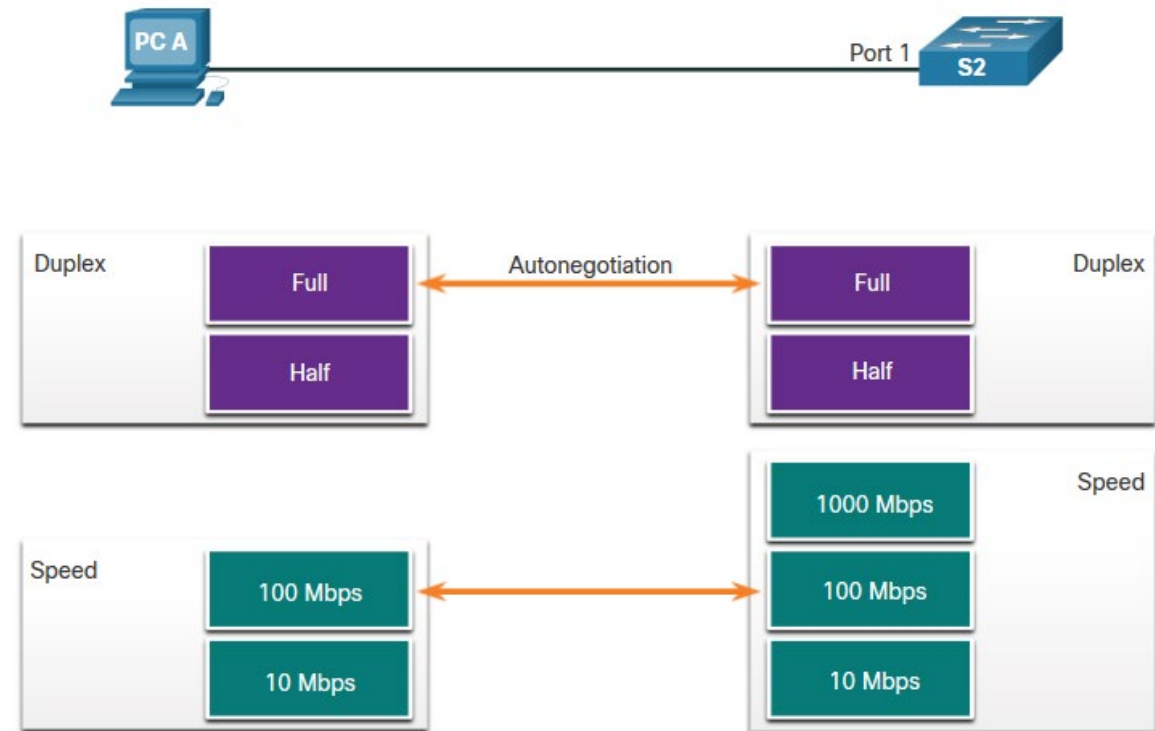 PC A
Port 1
S2
Duplex
Full
Half
Autonegotiation
Full
Half
Duplex
Speed
100 Mbps
10 Mbps
1000 Mbps
100 Mbps
10 Mbps
Speed